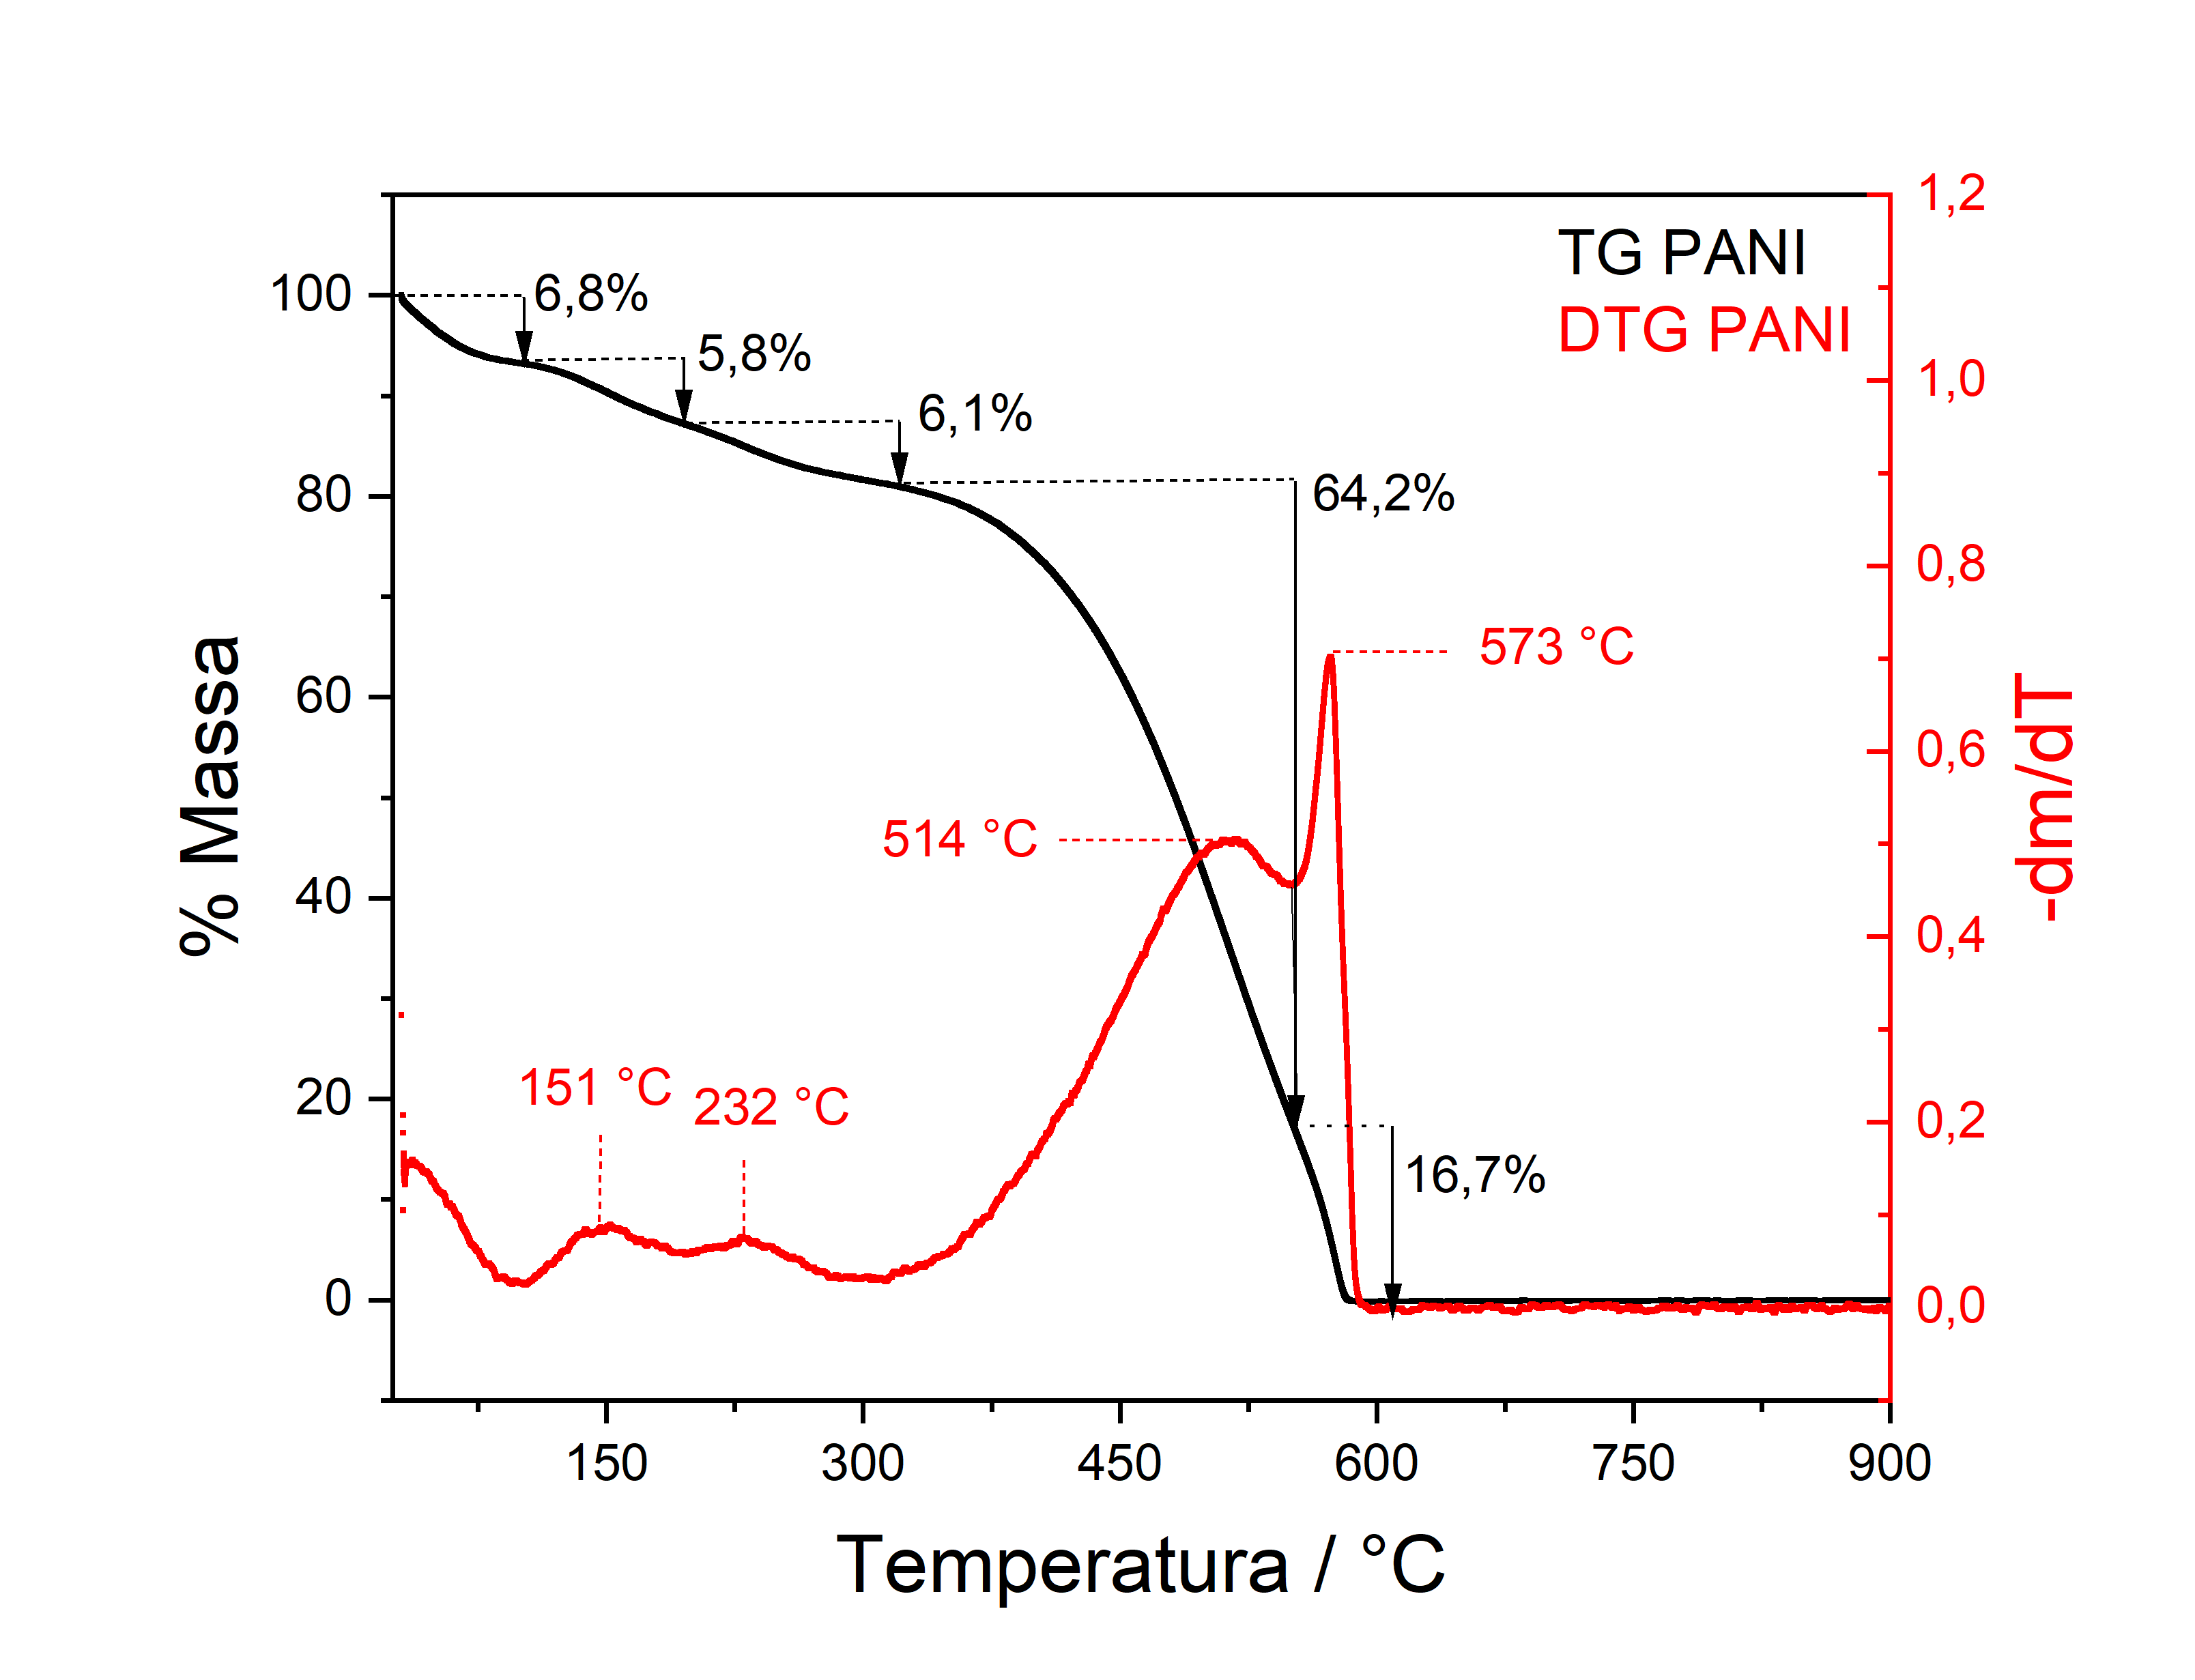 TG PANI
DTG PANI
6,8%
5,8%
6,1%
64,2%
16,7%
573 °C
514 °C
151 °C
232 °C
% Massa
100
80
60
40
20
0
-dm/dT
1,2
1,0
0,8
0,6
0,4
0,2
0,0
150 300 450 600 750 900
Temperatura / °C